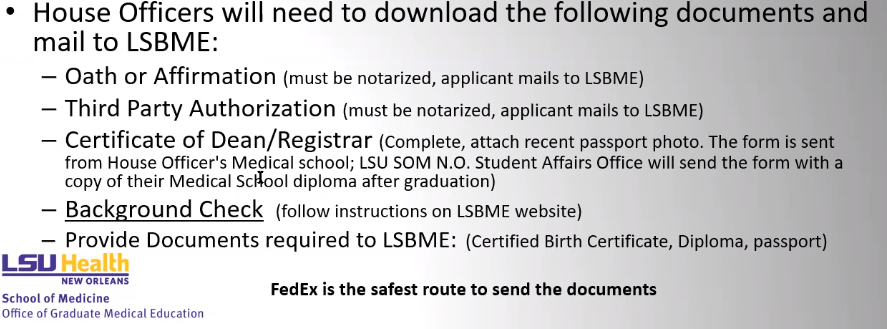 • House Officers will need to download the following documents and
mail to LSBME:
– Oath or Affirmation (must be notarized, applicant mails to LSBME)
– Third Party Authorization (must be notarized, applicant mails to LSBME)
– Certificate of Dean/Registrar (Complete, attach recent passport photo. The form is sent
from House Officer's Medical school; LSU SOM N.O. Student Affairs Office will send the form with a
copy of their Medical School diploma after graduation)
– Background Check (follow instructions on LSBME website)
– Provide Documents required to LSBME: (Certified Birth Certificate, Diploma, passport)
LSU Health
NEW ORLEANS
School of Medicine
Office of Graduate Medical Education
FedEx is the safest route to send the documents